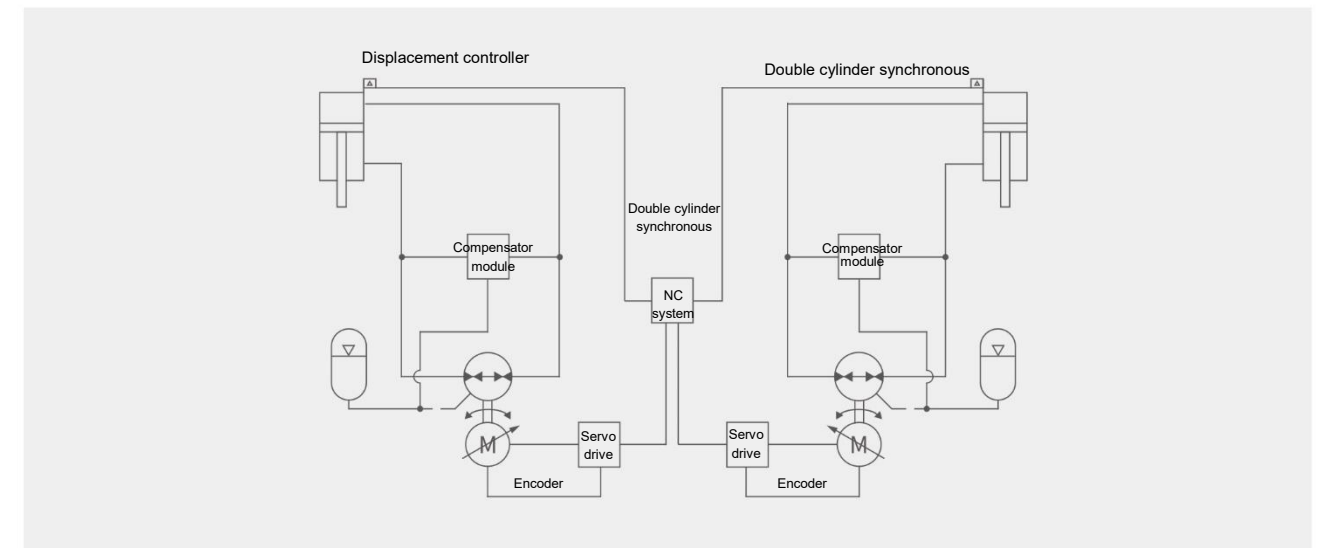 Displacement controller
Double cylinder synchronous
Double cylinder
synchronous
Compensator
module
Compensator
module
NC
system
M
Servo
drive
Servo
drive
M
Encoder
Encoder